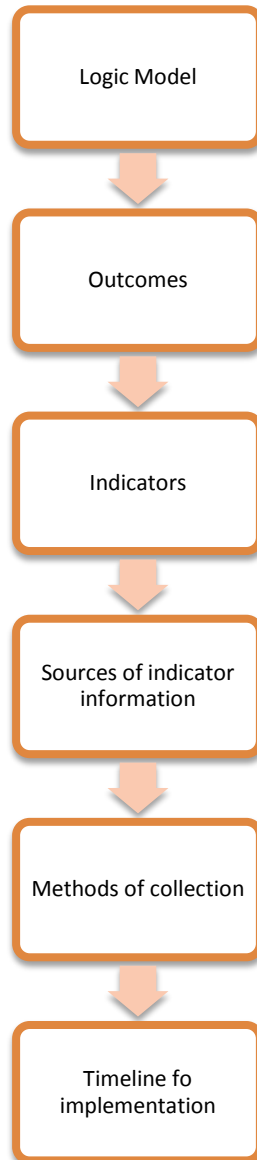 Logic Model
Outcomes
Indicators
Sources of indicator
information
Methods of collection
Timeline fo
implementation